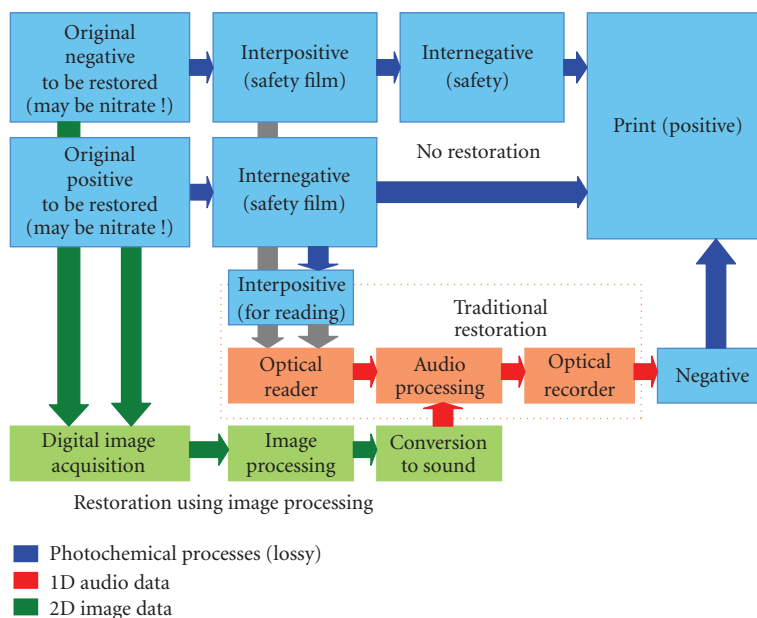 Original
negative
to be restored
(may be nitrate !)
Interpositive
(safety film)
Internegative
(safety)
Print (positive)
Original
positive
to be restored
(may be nitrate !)
Internegative
(safety film)
No restoration
Interpositive
(for reading)
Traditional
restoration
Optical
reader
Audio
processing
Optical
recorder
Negative
Digital image
acquisition
Image
processing
Conversion
to sound
Restoration using image processing
Photochemical processes (lossy)
1D audio data
2D image data